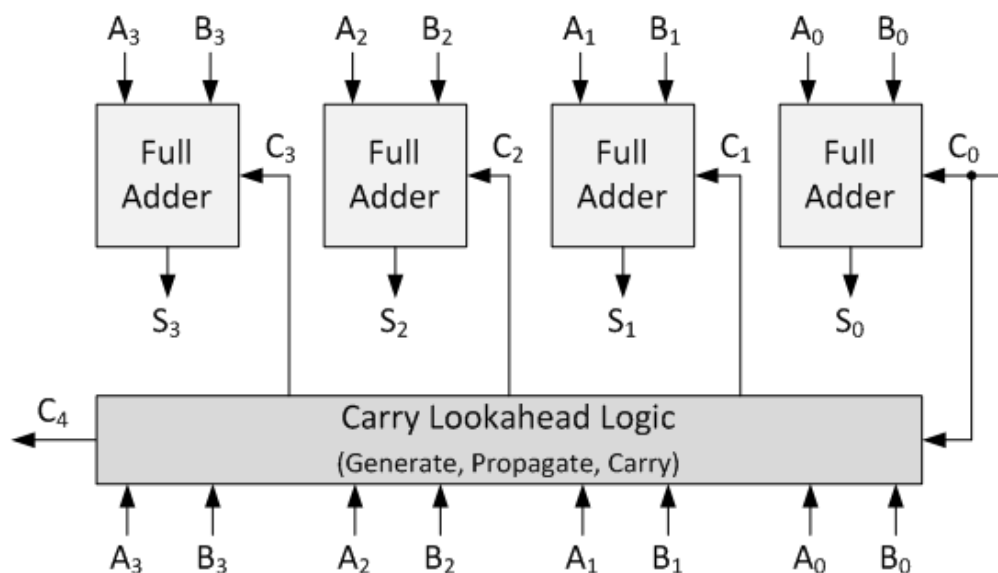 A₃ B₃ A₂ B₂ A₁ B₁ A₀ B₀
Full Adder C₃ Full Adder C₂ Full Adder C₁ Full Adder C₀
S₃ S₂ S₁ S₀
C₄
Carry Lookahead Logic
(Generate, Propagate, Carry)
A₃ B₃ A₂ B₂ A₁ B₁ A₀ B₀